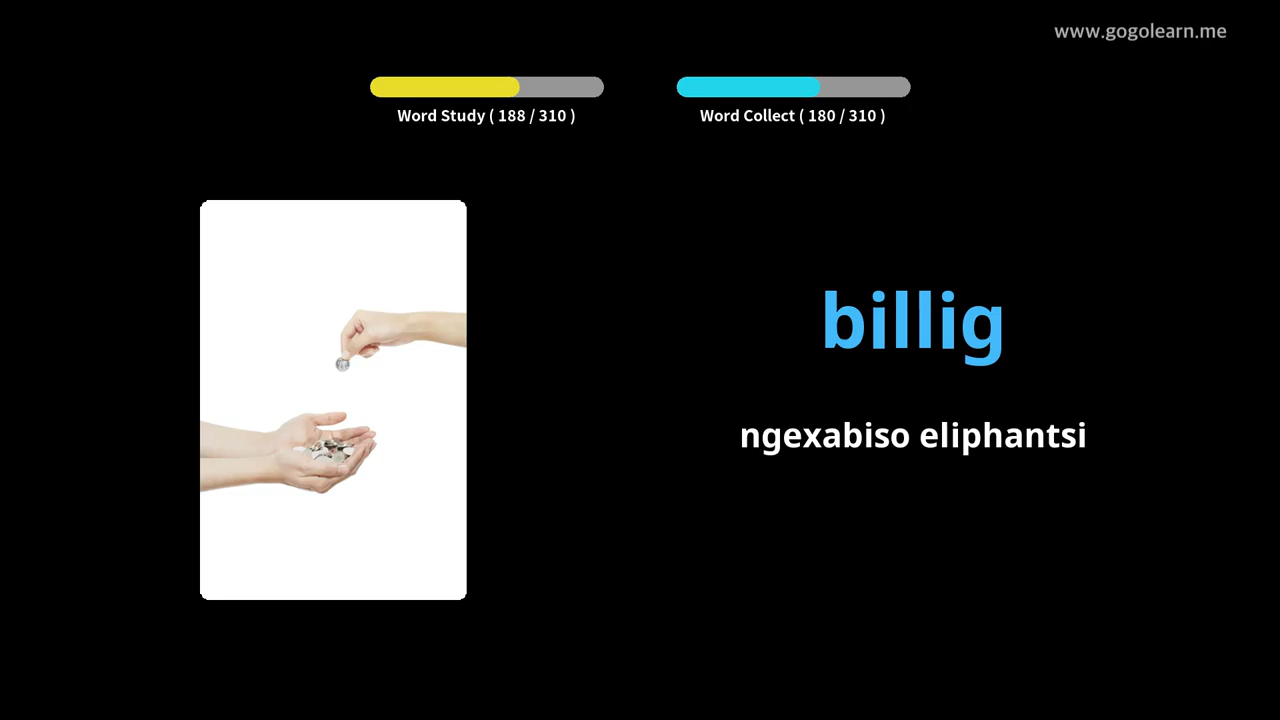 www.gogolearn.me
Word Study ( 188 / 310 )
Word Collect ( 180 / 310 )
billig
ngexabiso eliphantsi